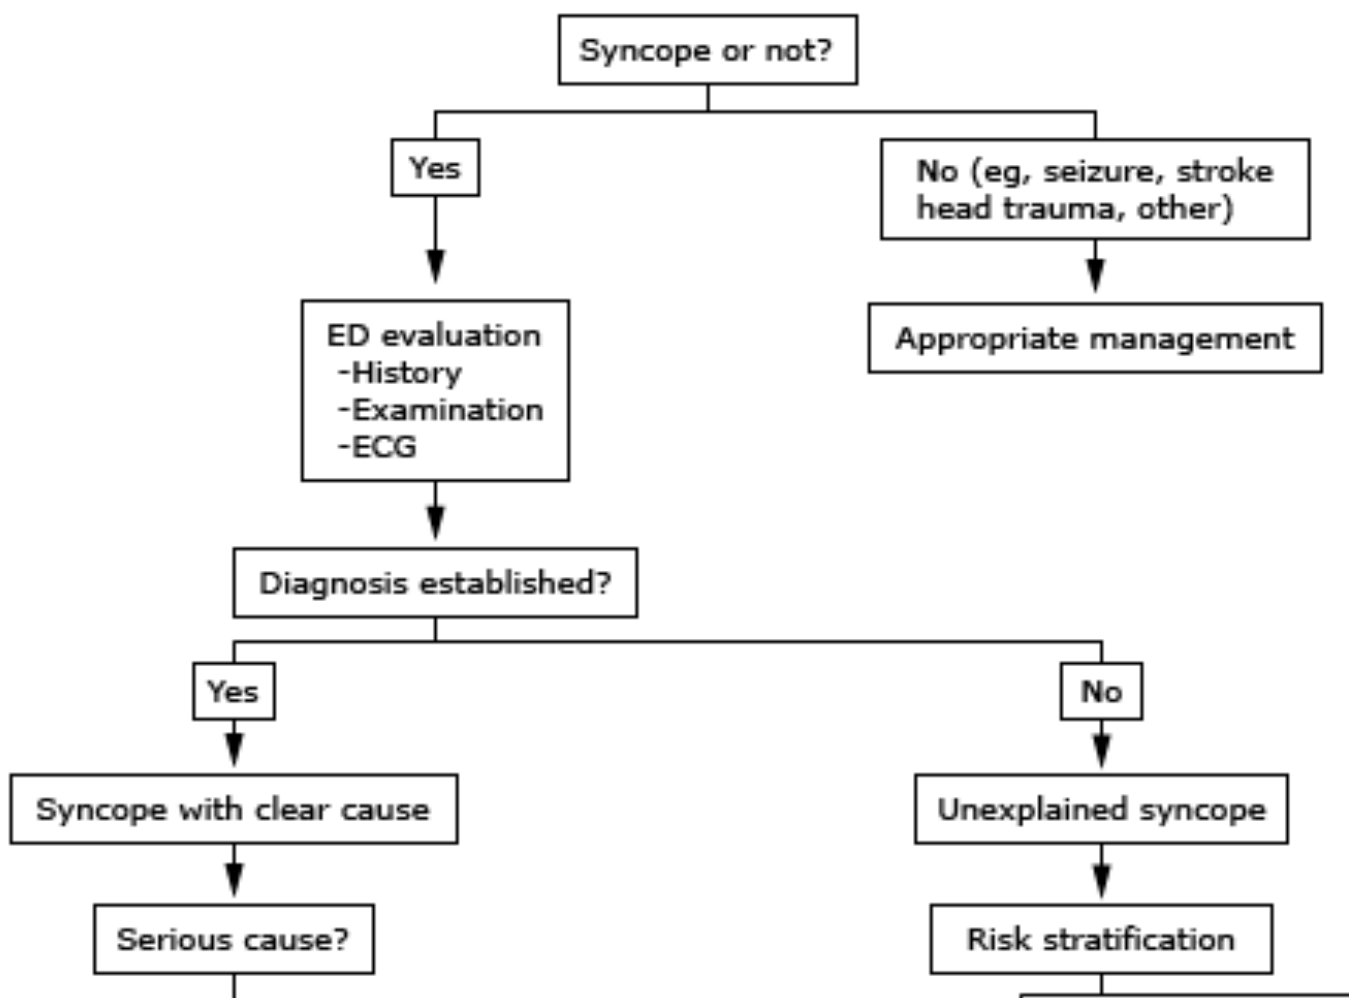 Syncope or not?
Yes
No (eg, seizure, stroke
head trauma, other)
ED evaluation
-History
-Examination
-ECG
Appropriate management
Diagnosis established?
Yes
No
Syncope with clear cause
Unexplained syncope
Serious cause?
Risk stratification